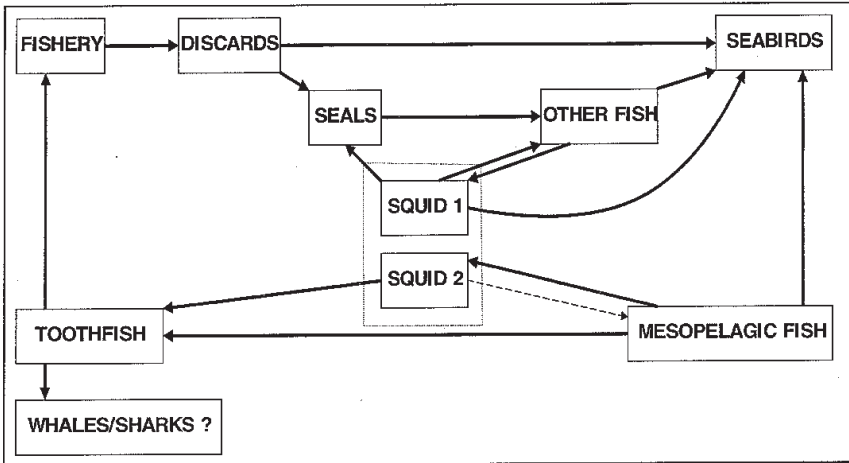 FISHERY
DISCARDS
SEABIRDS
SEALS
OTHER FISH
SQUID 1
SQUID 2
TOOTHFISH
MESOPELAGIC FISH
WHALES/SHARKS ?